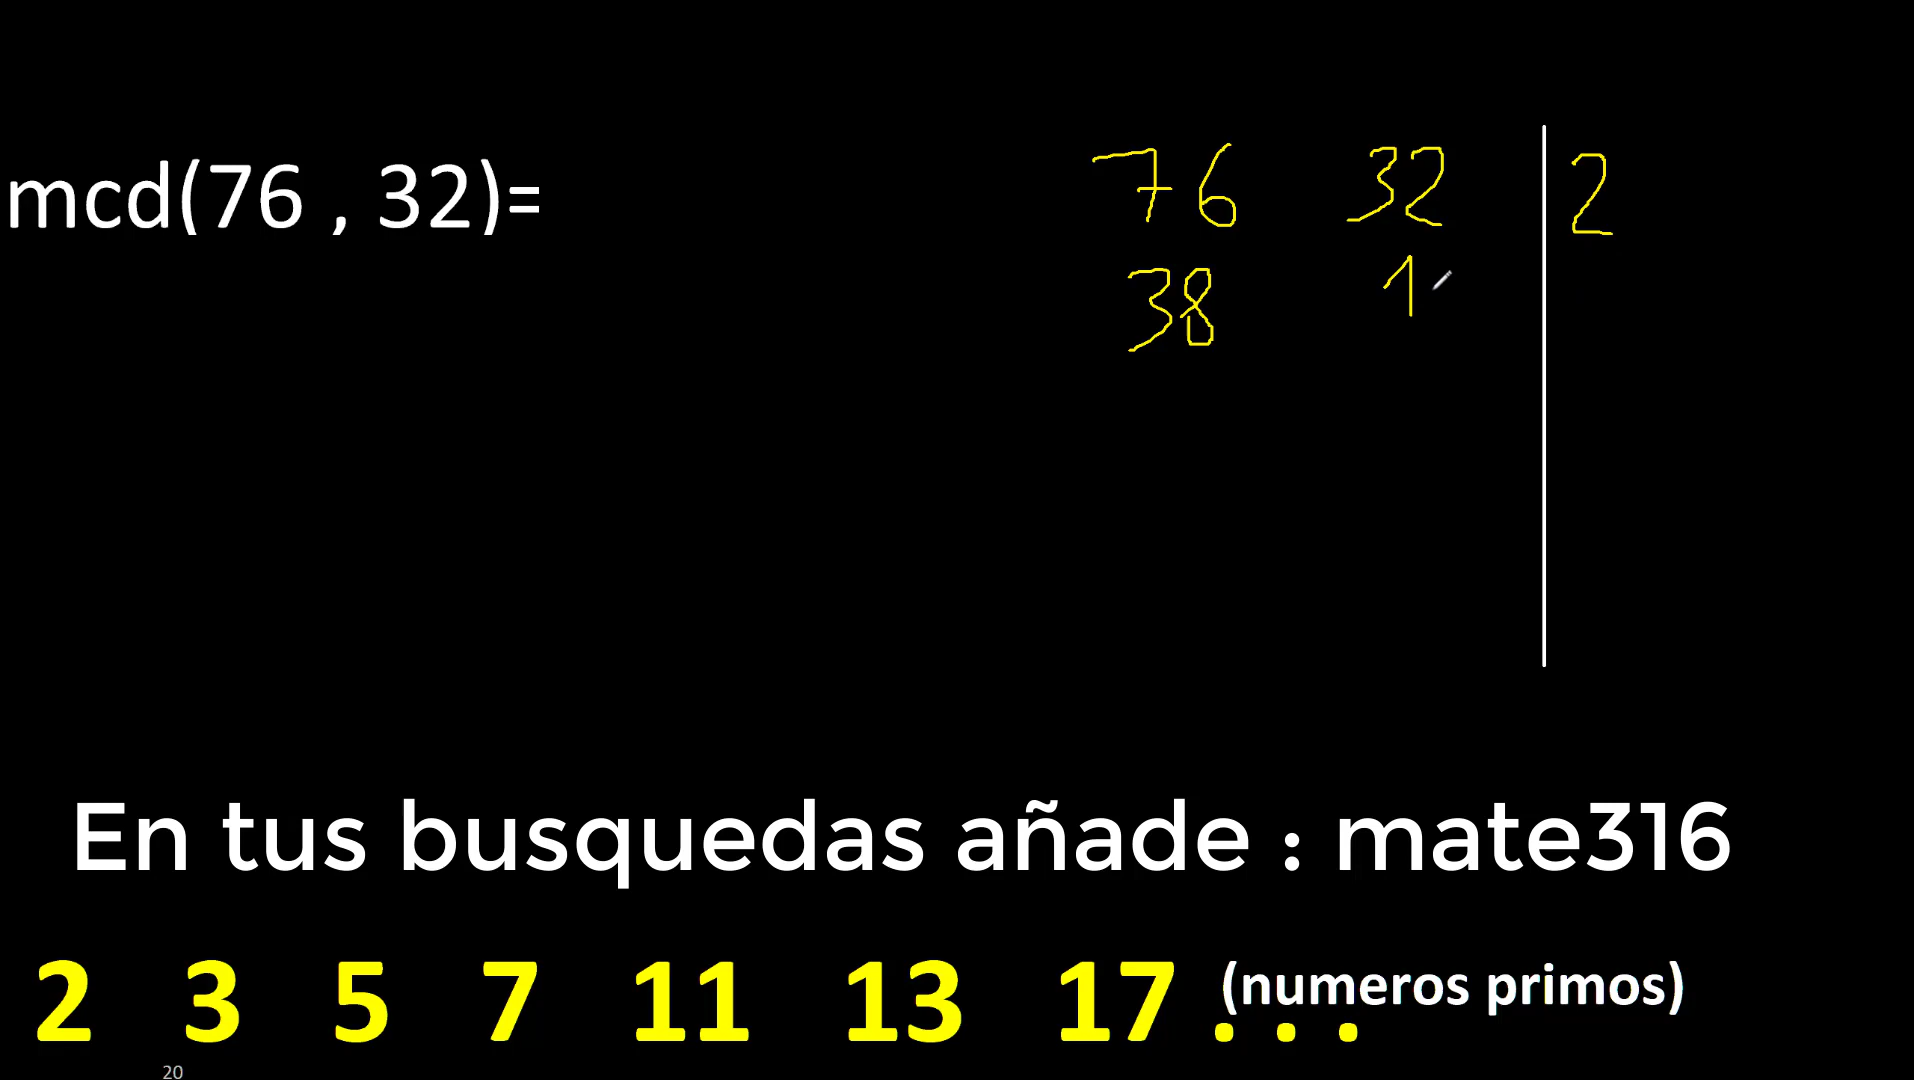 mcd(76 , 32)=
76 32 2
38 1
En tus busquedas añade : mate316
2 3 5 7 11 13 17 . . . (numeros primos)
20